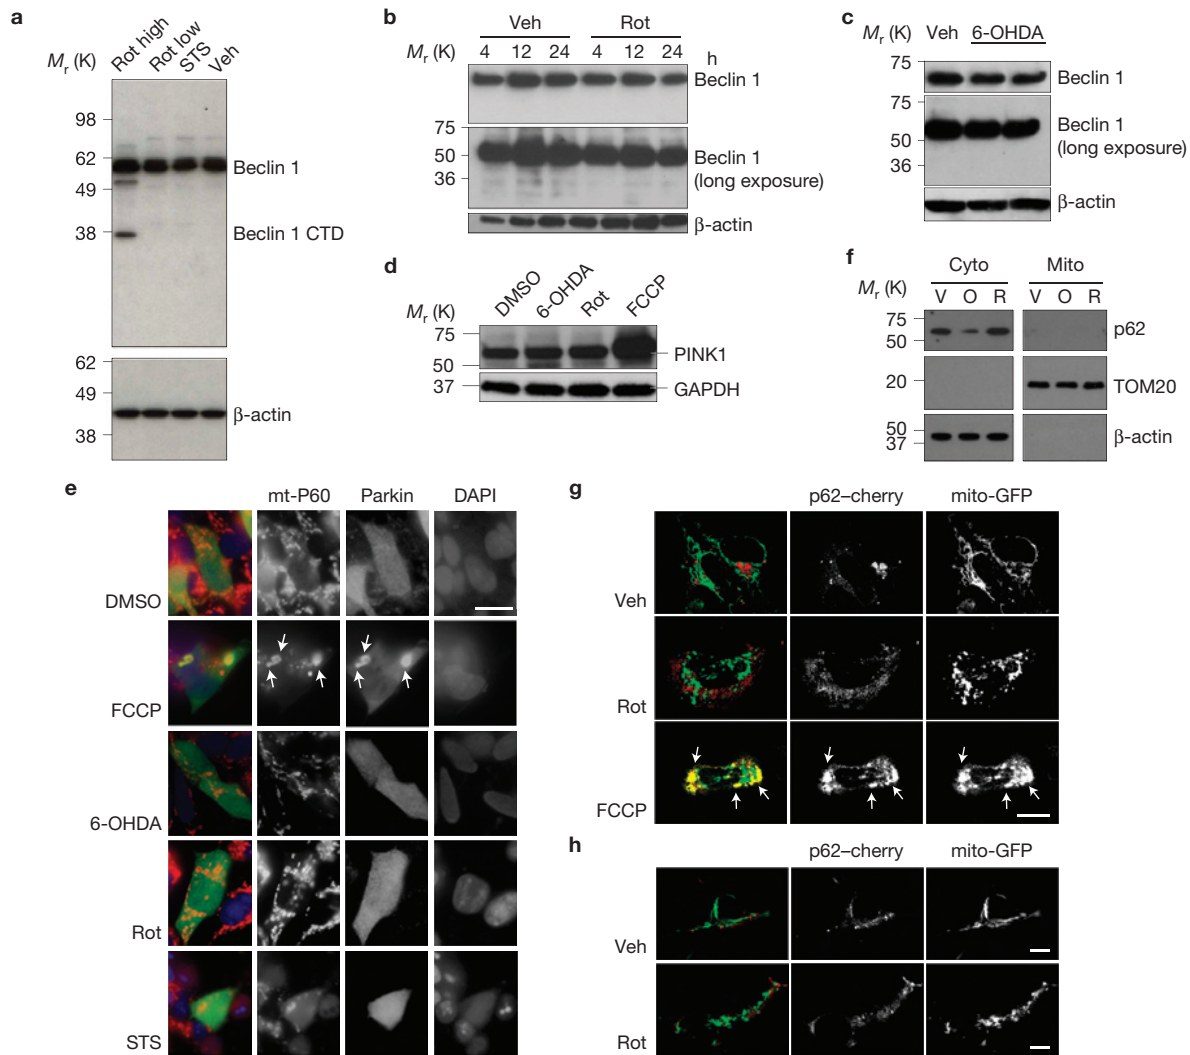 a
Mr (K)
Rot high
Rot low
STS
Veh
98
62
49
38
Beclin 1
Beclin 1 CTD
62
49
38
β-actin
b
Veh Rot
Mr (K) 4 12 24 4 12 24 h
Beclin 1
75
50
36
Beclin 1
(long exposure)
β-actin
c
Mr (K) Veh 6-OHDA
75
50
Beclin 1
75
50
36
Beclin 1
(long exposure)
β-actin
d
Mr (K)
DMSO
6-OHDA
Rot
FCCP
75
50
37
PINK1
GAPDH
f
Cyto Mito
Mr (K) V O R V O R
75
50
p62
20
TOM20
50
37
β-actin
e
mt-P60 Parkin DAPI
DMSO
FCCP
6-OHDA
Rot
STS
g
p62–cherry mito-GFP
Veh
Rot
FCCP
h
p62–cherry mito-GFP
Veh
Rot